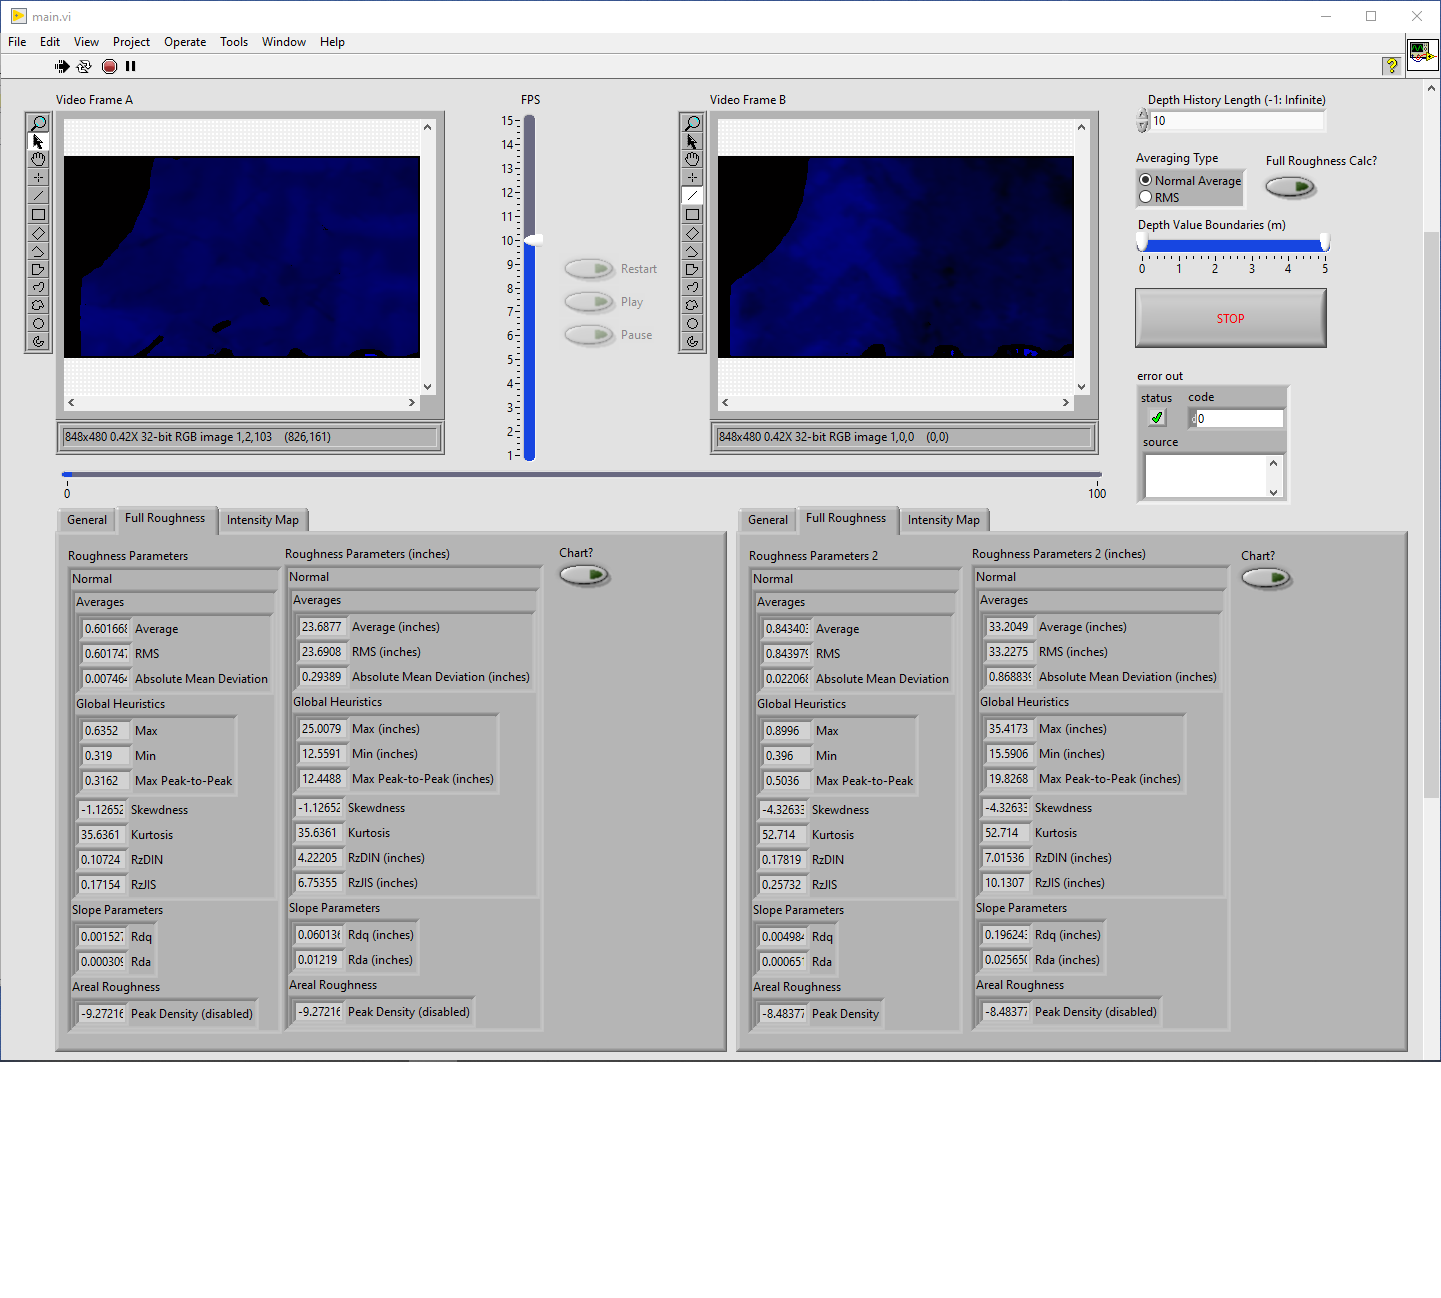 main.vi
File Edit View Project Operate Tools Window Help
Video Frame A
FPS
Video Frame B
Depth History Length (-1: Infinite)
10
Averaging Type
Normal Average
RMS
Full Roughness Calc?
Depth Value Boundaries (m)
0 1 2 3 4 5
STOP
15
14
13
12
11
10
9
8
7
6
5
4
3
2
1
Restart
Play
Pause
error out
status code
0
source
848x480 0.42X 32-bit RGB image 1,2,103 (826,161)
848x480 0.42X 32-bit RGB image 1,0,0 (0,0)
0 100
General Full Roughness Intensity Map
Roughness Parameters
Normal
Averages
0.601668 Average
0.601747 RMS
0.007464 Absolute Mean Deviation
Global Heuristics
0.6352 Max
0.319 Min
0.3162 Max Peak-to-Peak
-1.12652 Skewdness
35.6361 Kurtosis
0.10724 RzDIN
0.17154 RzJIS
Slope Parameters
0.001527 Rdq
0.000309 Rda
Areal Roughness
-9.27216 Peak Density (disabled)
Roughness Parameters (inches)
Normal
Averages
23.6877 Average (inches)
23.6908 RMS (inches)
0.29389 Absolute Mean Deviation (inches)
Global Heuristics
25.0079 Max (inches)
12.5591 Min (inches)
12.4488 Max Peak-to-Peak (inches)
-1.12652 Skewdness
35.6361 Kurtosis
4.22205 RzDIN (inches)
6.75355 RzJIS (inches)
Slope Parameters
0.060136 Rdq (inches)
0.01219 Rda (inches)
Areal Roughness
-9.27216 Peak Density (disabled)
Chart?
General Full Roughness Intensity Map
Roughness Parameters 2
Normal
Averages
0.843403 Average
0.843979 RMS
0.022068 Absolute Mean Deviation
Global Heuristics
0.8996 Max
0.396 Min
0.5036 Max Peak-to-Peak
-4.32633 Skewdness
52.714 Kurtosis
0.17819 RzDIN
0.25732 RzJIS
Slope Parameters
0.004984 Rdq
0.000651 Rda
Areal Roughness
-8.48377 Peak Density
Roughness Parameters 2 (inches)
Normal
Averages
33.2049 Average (inches)
33.2275 RMS (inches)
0.868839 Absolute Mean Deviation (inches)
Global Heuristics
35.4173 Max (inches)
15.5906 Min (inches)
19.8268 Max Peak-to-Peak (inches)
-4.32633 Skewdness
52.714 Kurtosis
7.01536 RzDIN (inches)
10.1307 RzJIS (inches)
Slope Parameters
0.196243 Rdq (inches)
0.025650 Rda (inches)
Areal Roughness
-8.48377 Peak Density (disabled)
Chart?